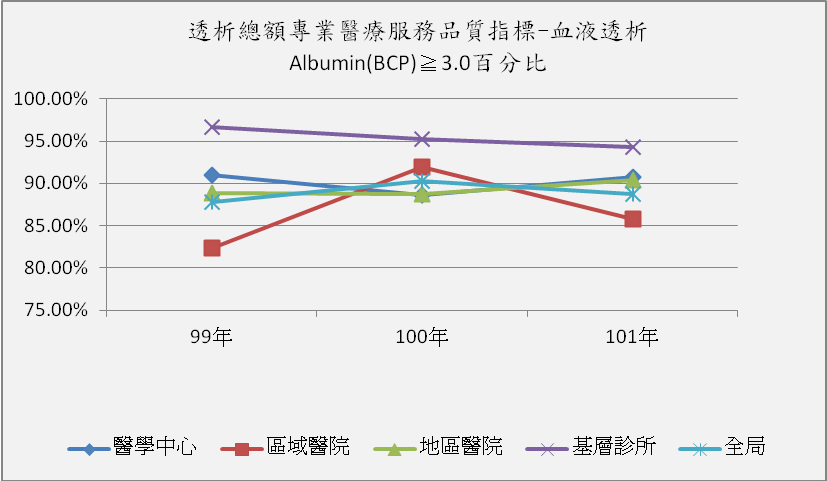 透析總額專業醫療服務品質指標-血液透析
Albumin(BCP)≧3.0百分比
100.00%
95.00%
90.00%
85.00%
80.00%
75.00%
99年 100年 101年
醫學中心 區域醫院 地區醫院 基層診所 全局